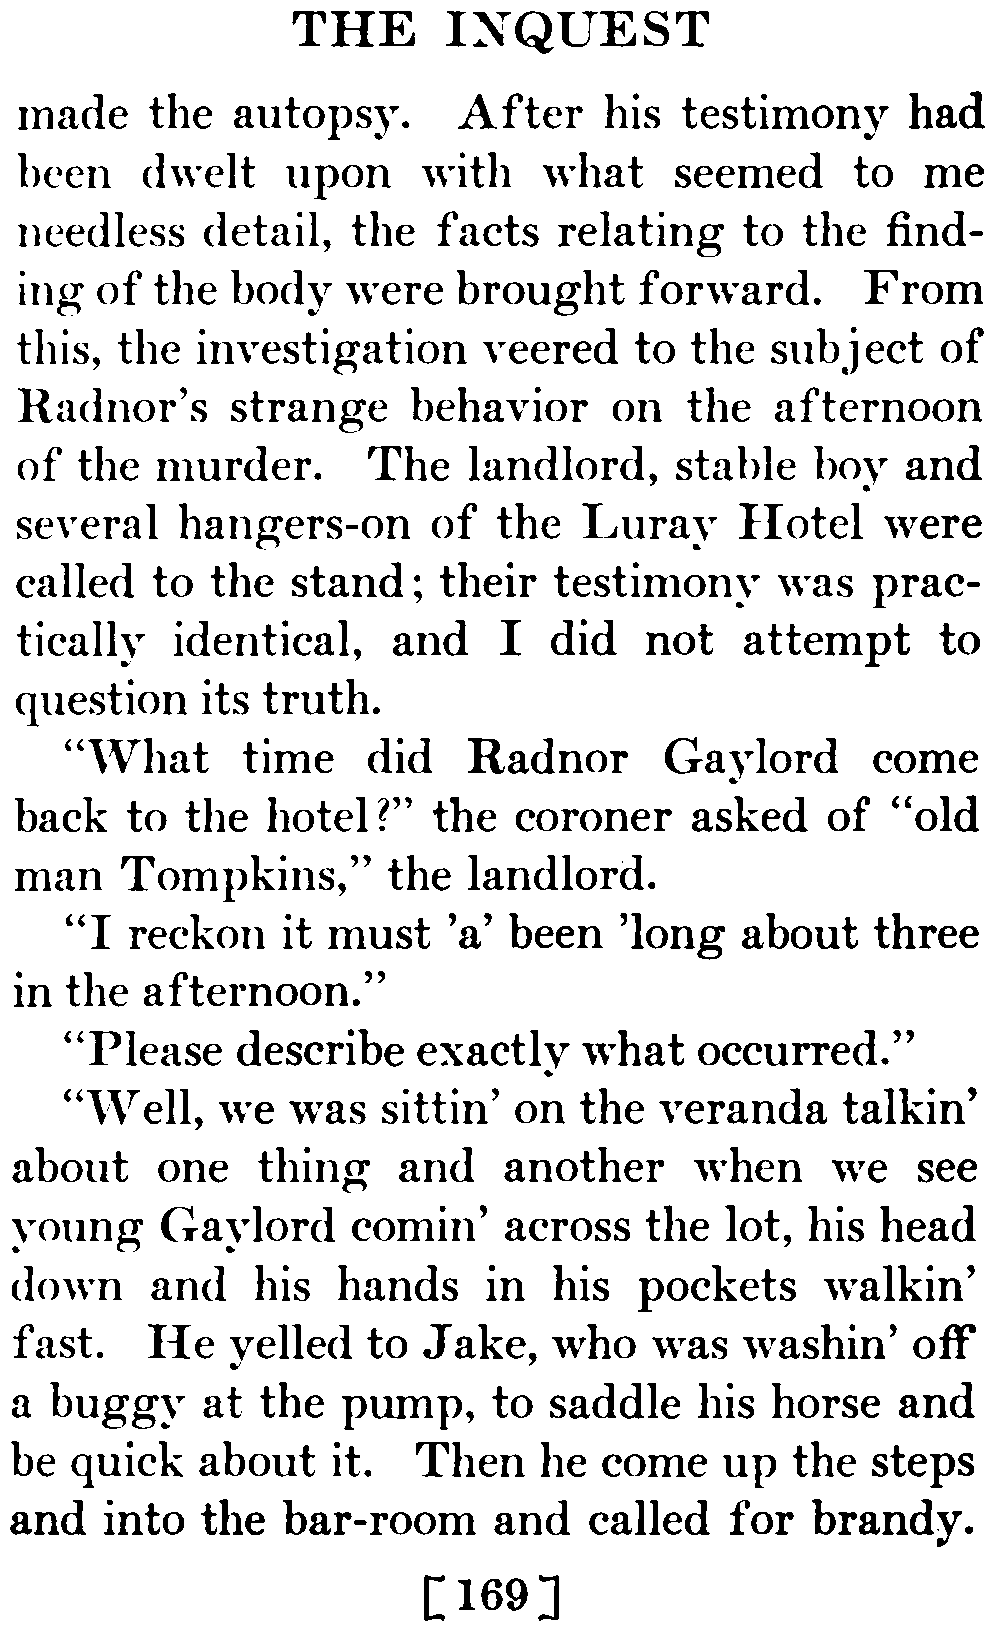 THE INQUEST
made the autopsy. After his testimony had
been dwelt upon with what seemed to me
needless detail, the facts relating to the find-
ing of the body were brought forward. From
this, the investigation veered to the subject of
Radnor's strange behavior on the afternoon
of the murder. The landlord, stable boy and
several hangers-on of the Luray Hotel were
called to the stand; their testimony was prac-
tically identical, and I did not attempt to
question its truth.
“What time did Radnor Gaylord come
back to the hotel?” the coroner asked of “old
man Tompkins,” the landlord.
“I reckon it must ’a’ been ’long about three
in the afternoon.”
“Please describe exactly what occurred.”
“Well, we was sittin’ on the veranda talkin’
about one thing and another when we see
young Gaylord comin’ across the lot, his head
down and his hands in his pockets walkin’
fast. He yelled to Jake, who was washin’ off
a buggy at the pump, to saddle his horse and
be quick about it. Then he come up the steps
and into the bar-room and called for brandy.
[169]